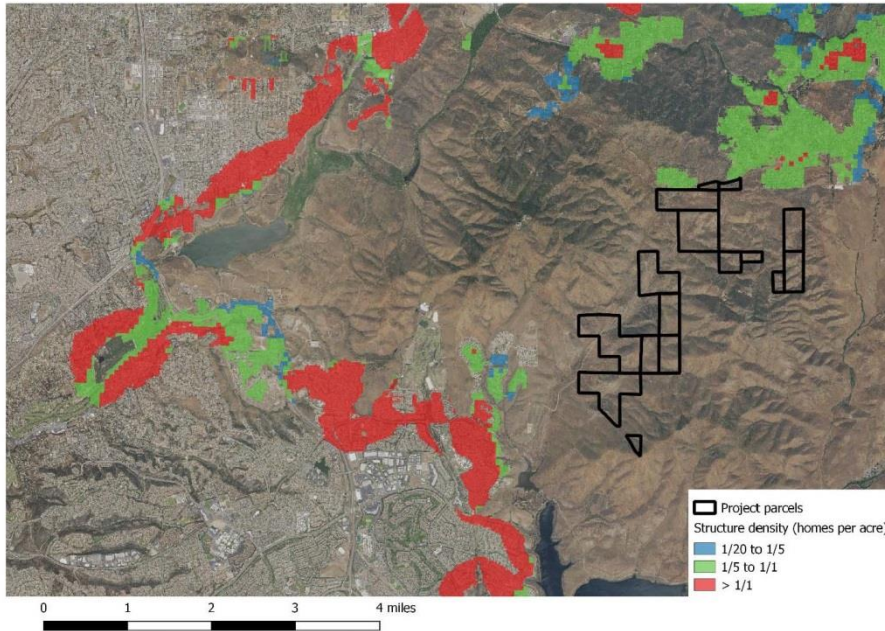 Project parcels
Structure density (homes per acre)
1/20 to 1/5
1/5 to 1/1
> 1/1
0 1 2 3 4 miles